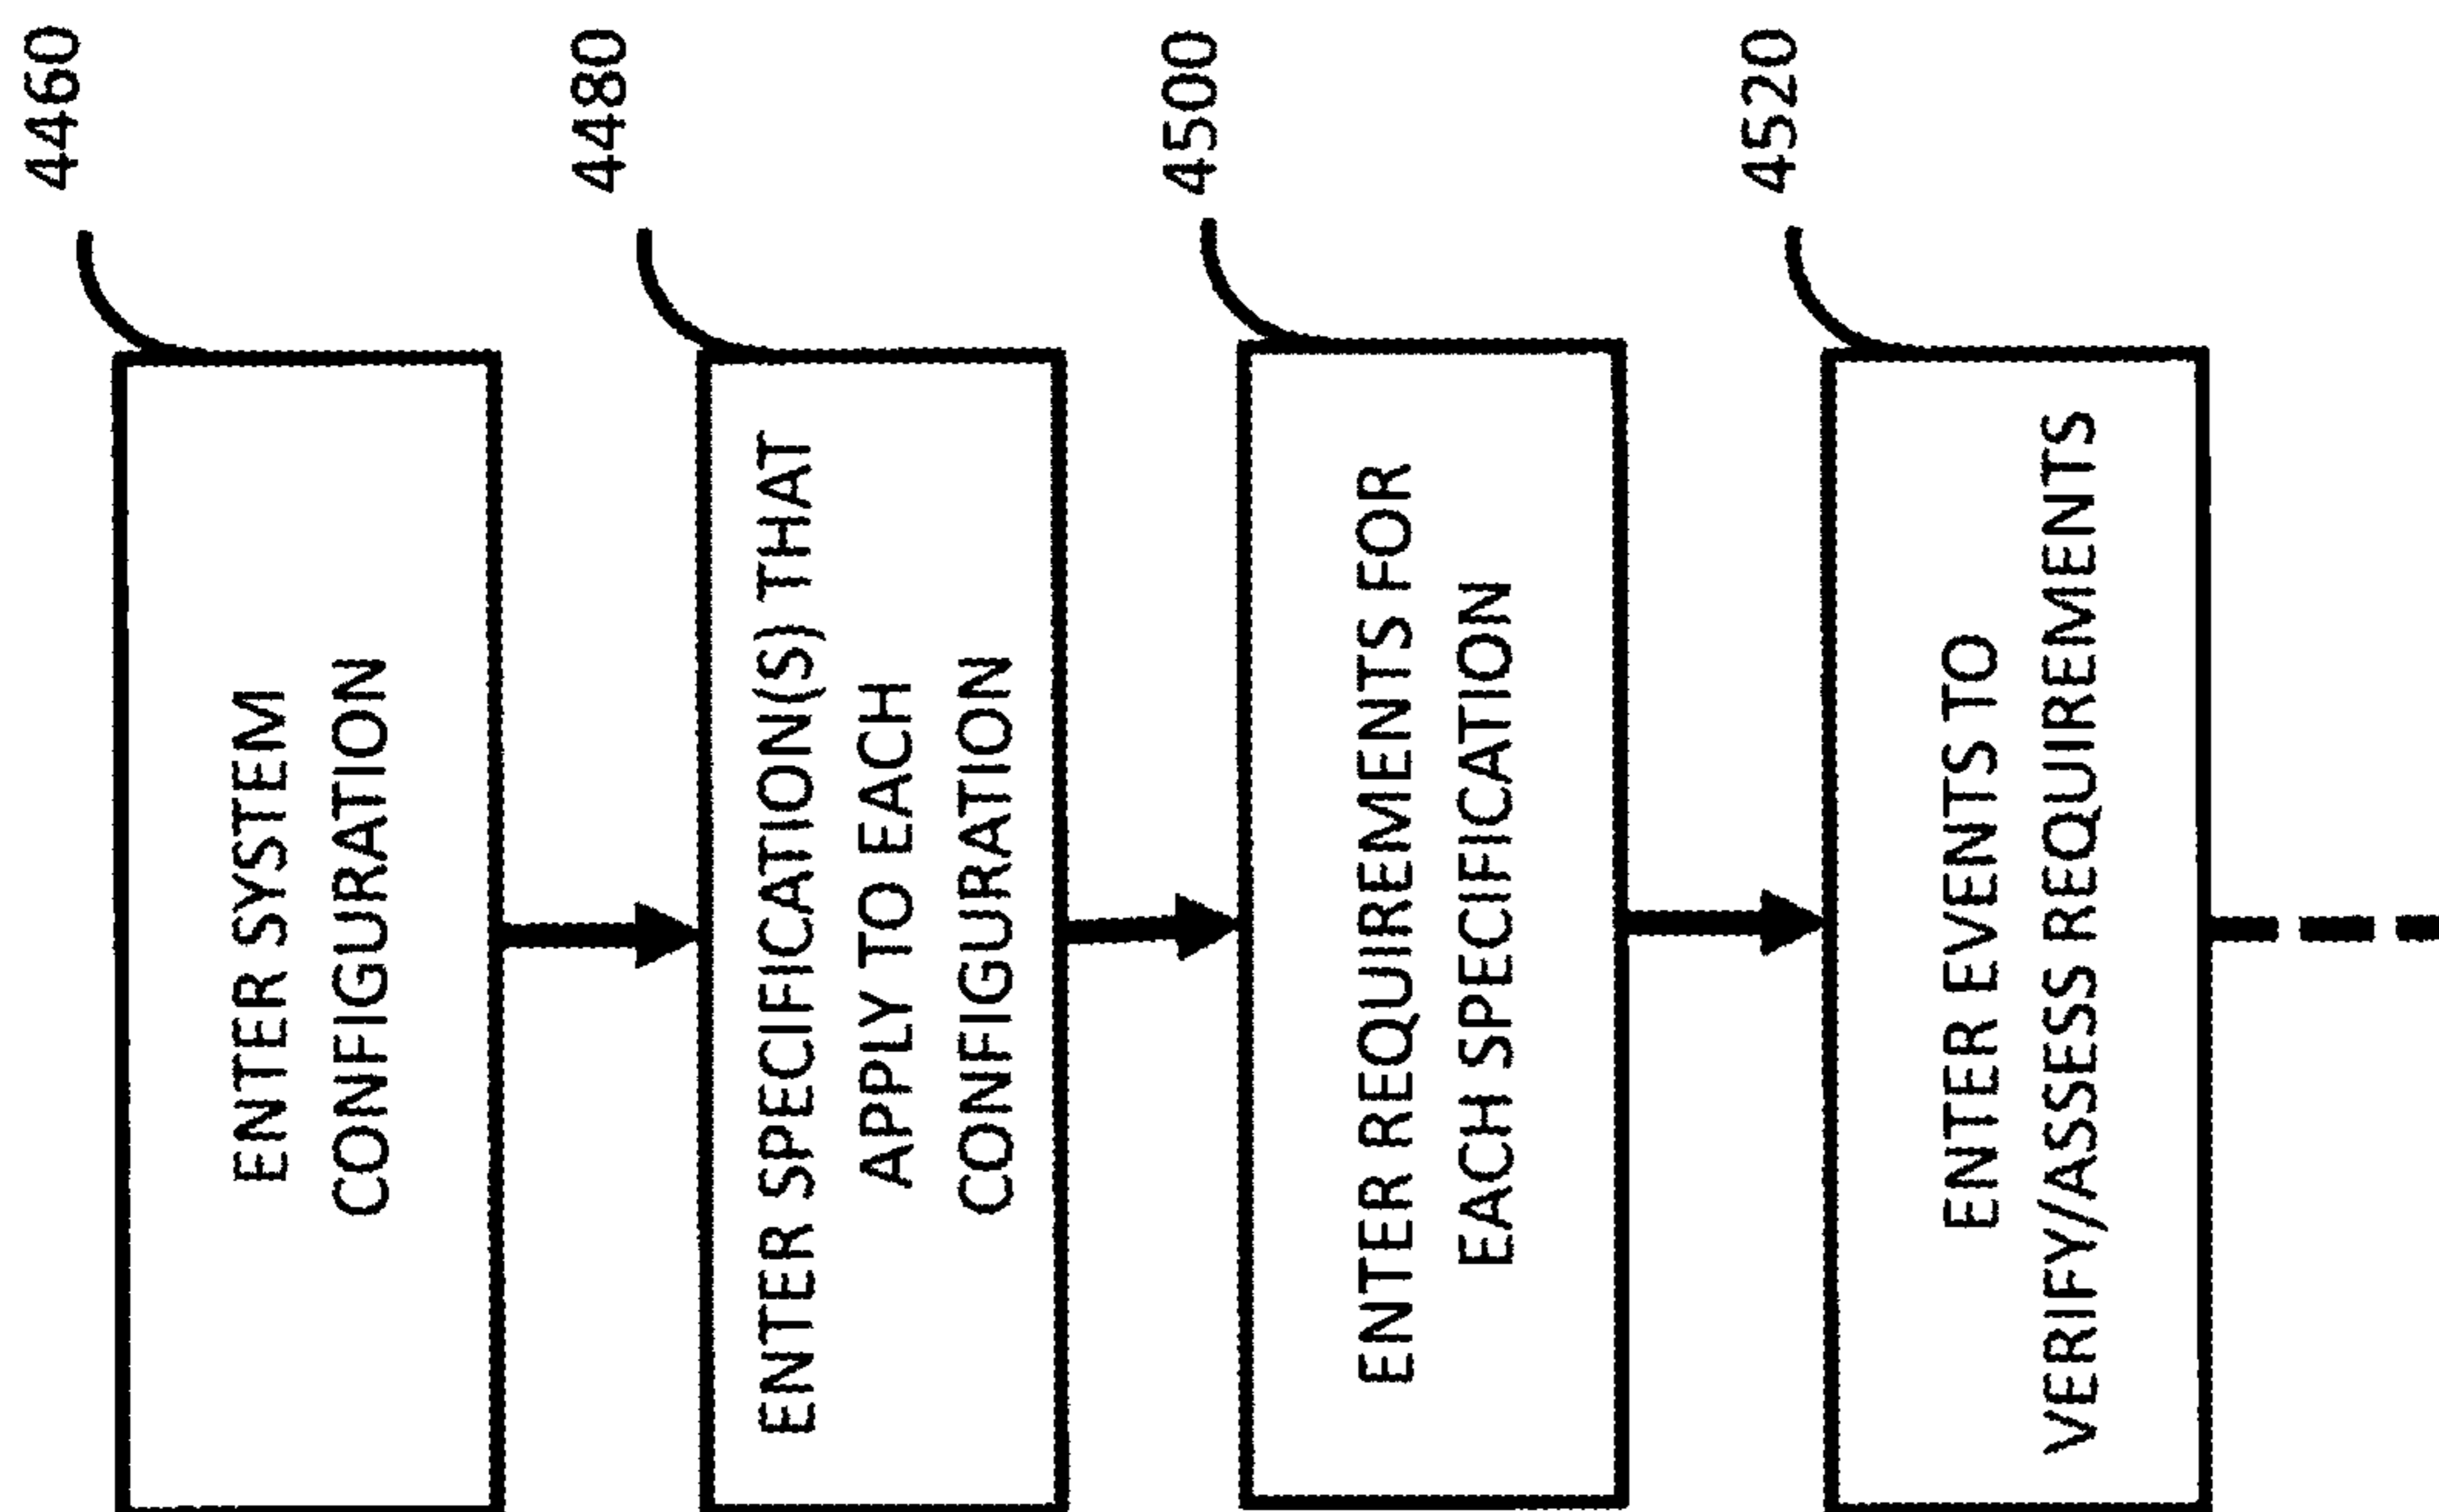 4460
ENTER SYSTEM
CONFIGURATION
4480
ENTER SPECIFICATION(S) THAT
APPLY TO EACH
CONFIGURATION
4500
ENTER REQUIREMENTS FOR
EACH SPECIFICATION
4520
ENTER EVENTS TO
VERIFY/ASSESS REQUIREMENTS